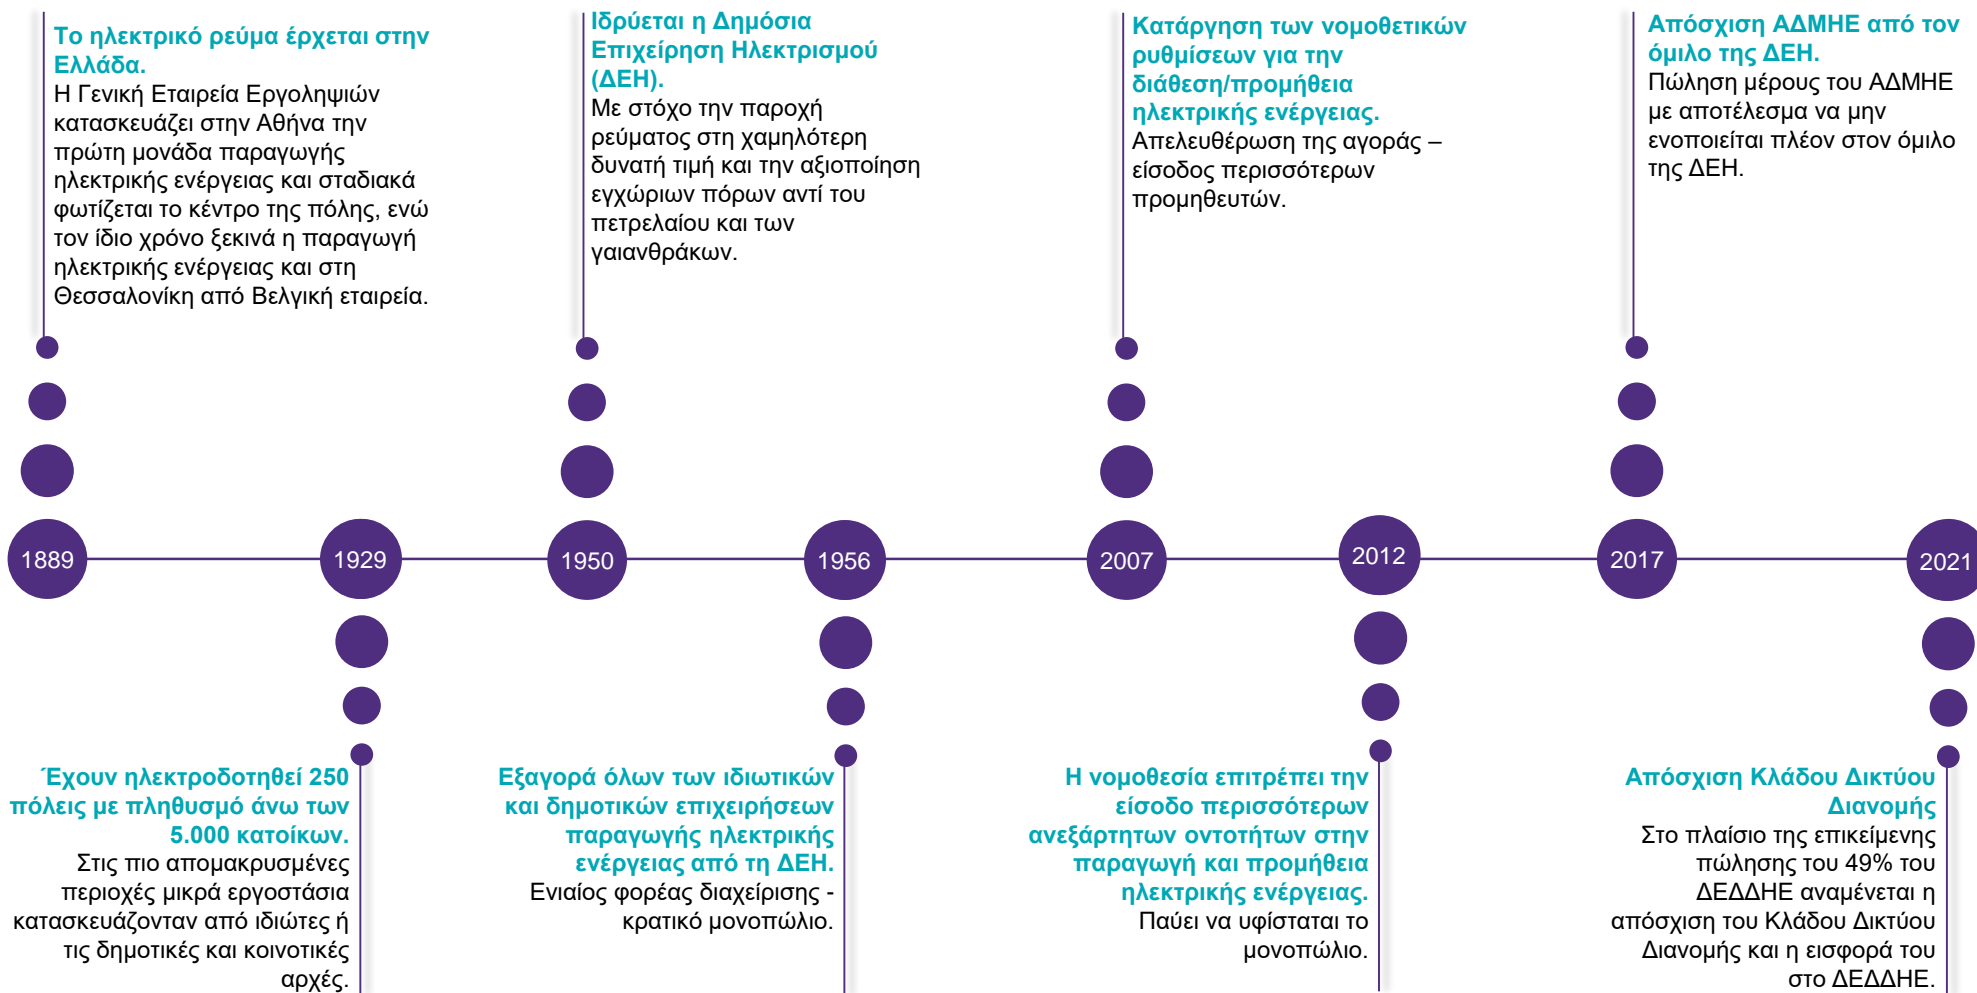 Το ηλεκτρικό ρεύμα έρχεται στην
Ελλάδα.
Η Γενική Εταιρεία Εργοληψιών
κατασκευάζει στην Αθήνα την
πρώτη μονάδα παραγωγής
ηλεκτρικής ενέργειας και σταδιακά
φωτίζεται το κέντρο της πόλης, ενώ
τον ίδιο χρόνο ξεκινά η παραγωγή
ηλεκτρικής ενέργειας και στη
Θεσσαλονίκη από Βελγική εταιρεία.
Ιδρύεται η Δημόσια
Επιχείρηση Ηλεκτρισμού
(ΔΕΗ).
Με στόχο την παροχή
ρεύματος στη χαμηλότερη
δυνατή τιμή και την αξιοποίηση
εγχώριων πόρων αντί του
πετρελαίου και των
γαιανθράκων.
Κατάργηση των νομοθετικών
ρυθμίσεων για την
διάθεση/προμήθεια
ηλεκτρικής ενέργειας.
Απελευθέρωση της αγοράς –
είσοδος περισσότερων
προμηθευτών.
Απόσχιση ΑΔΜΗΕ από τον
όμιλο της ΔΕΗ.
Πώληση μέρους του ΑΔΜΗΕ
με αποτέλεσμα να μην
ενοποιείται πλέον στον όμιλο
της ΔΕΗ.
1889
1929
1950
1956
2007
2012
2017
2021
Έχουν ηλεκτροδοτηθεί 250
πόλεις με πληθυσμό άνω των
5.000 κατοίκων.
Στις πιο απομακρυσμένες
περιοχές μικρά εργοστάσια
κατασκευάζονταν από ιδιώτες ή
τις δημοτικές και κοινοτικές
αρχές.
Εξαγορά όλων των ιδιωτικών
και δημοτικών επιχειρήσεων
παραγωγής ηλεκτρικής
ενέργειας από τη ΔΕΗ.
Ενιαίος φορέας διαχείρισης -
κρατικό μονοπώλιο.
Η νομοθεσία επιτρέπει την
είσοδο περισσότερων
ανεξάρτητων οντοτήτων στην
παραγωγή και προμήθεια
ηλεκτρικής ενέργειας.
Παύει να υφίσταται το
μονοπώλιο.
Απόσχιση Κλάδου Δικτύου
Διανομής
Στο πλαίσιο της επικείμενης
πώλησης του 49% του
ΔΕΔΔΗΕ αναμένεται η
απόσχιση του Κλάδου Δικτύου
Διανομής και η εισφορά του
στο ΔΕΔΔΗΕ.